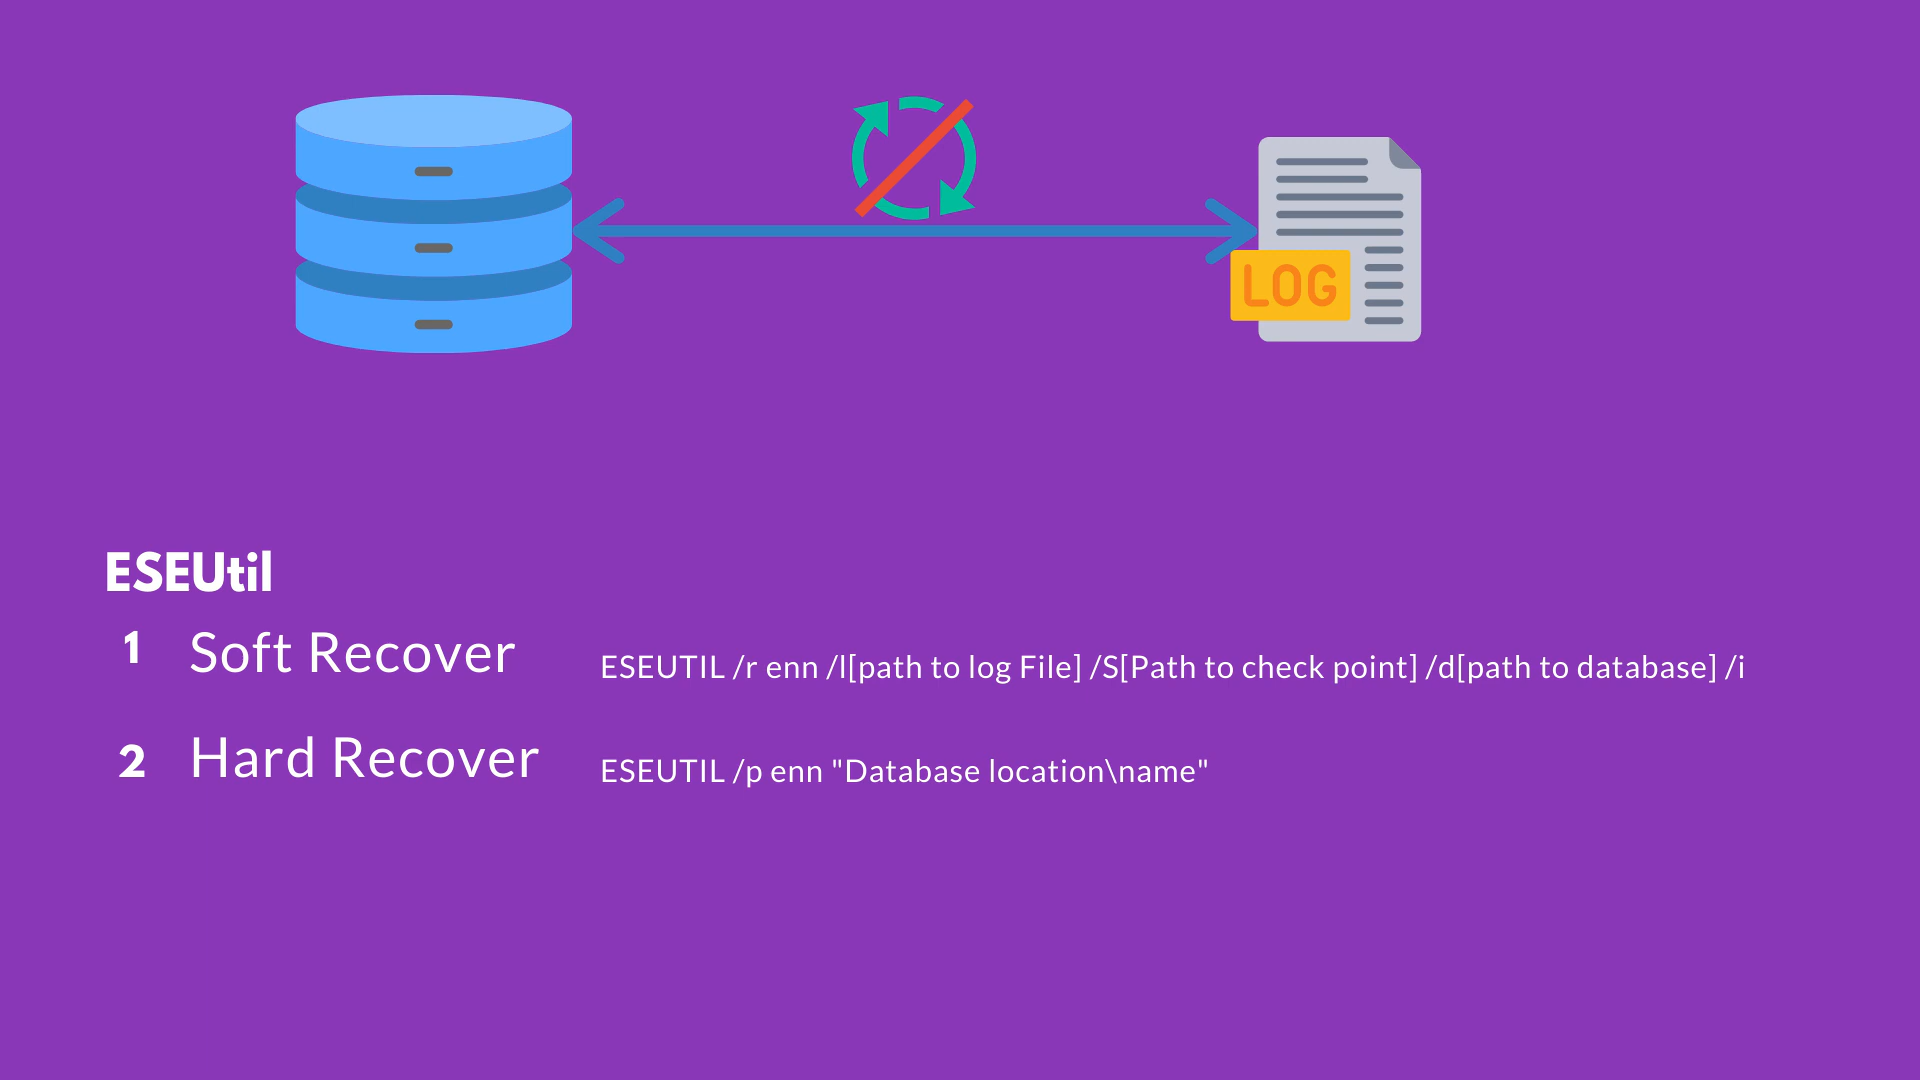 LOG
ESEUtil
1 Soft Recover ESEUTIL /r enn /l[path to log File] /S[Path to check point] /d[path to database] /i
2 Hard Recover ESEUTIL /p enn "Database location\name"